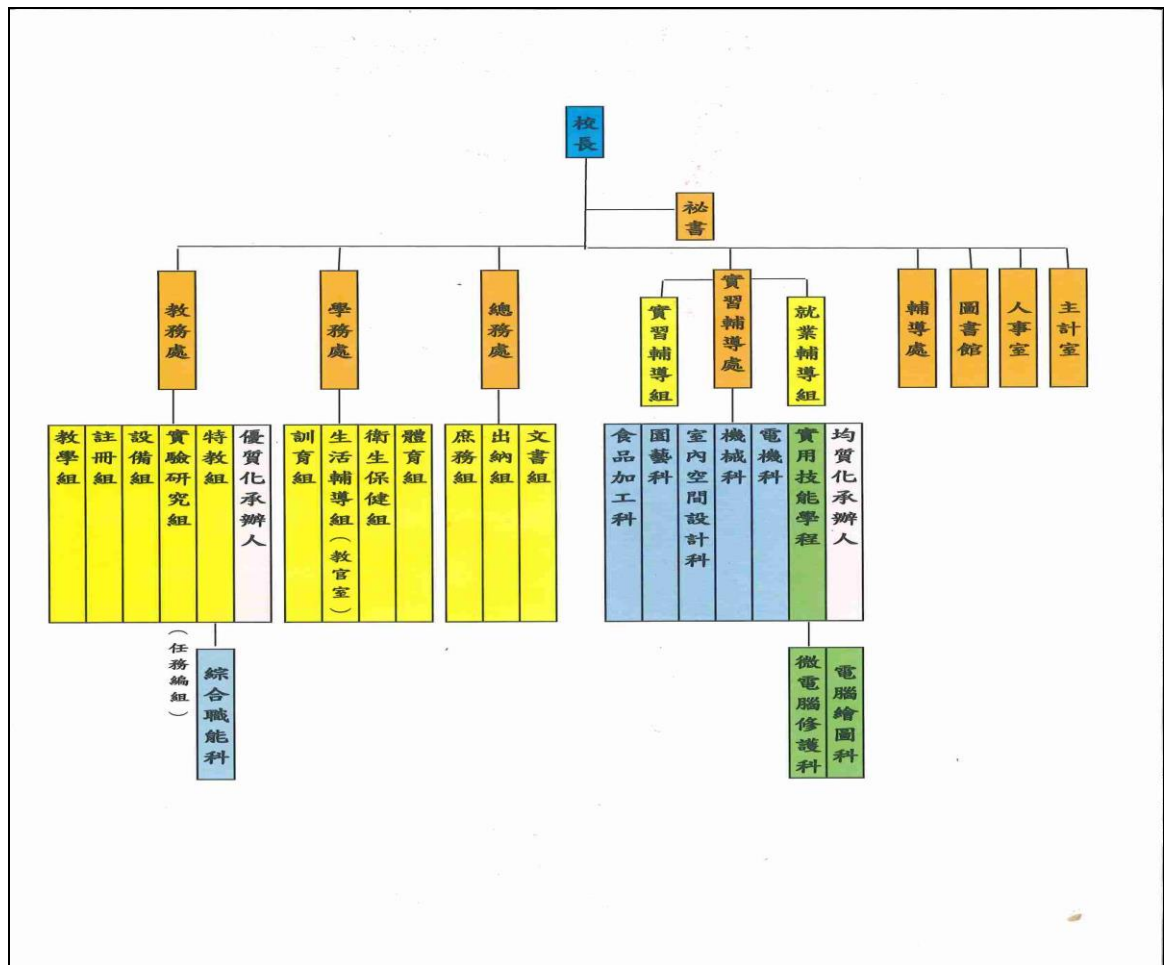 校長
祕書
教務處
學務處
總務處
實習輔導組
實習輔導處
就業輔導組
輔導處
圖書館
人事室
主計室
教學組
註冊組
設備組
實驗研究組
(任務編組)
特教組
優質化承辦人
訓育組
生活輔導組(教官室)
衛生保健組
體育組
庶務組
出納組
文書組
食品加工科
園藝科
室內空間設計科
機械科
電機科
實用技能學程
均質化承辦人
綜合職能科
微電腦修護科
電腦繪圖科